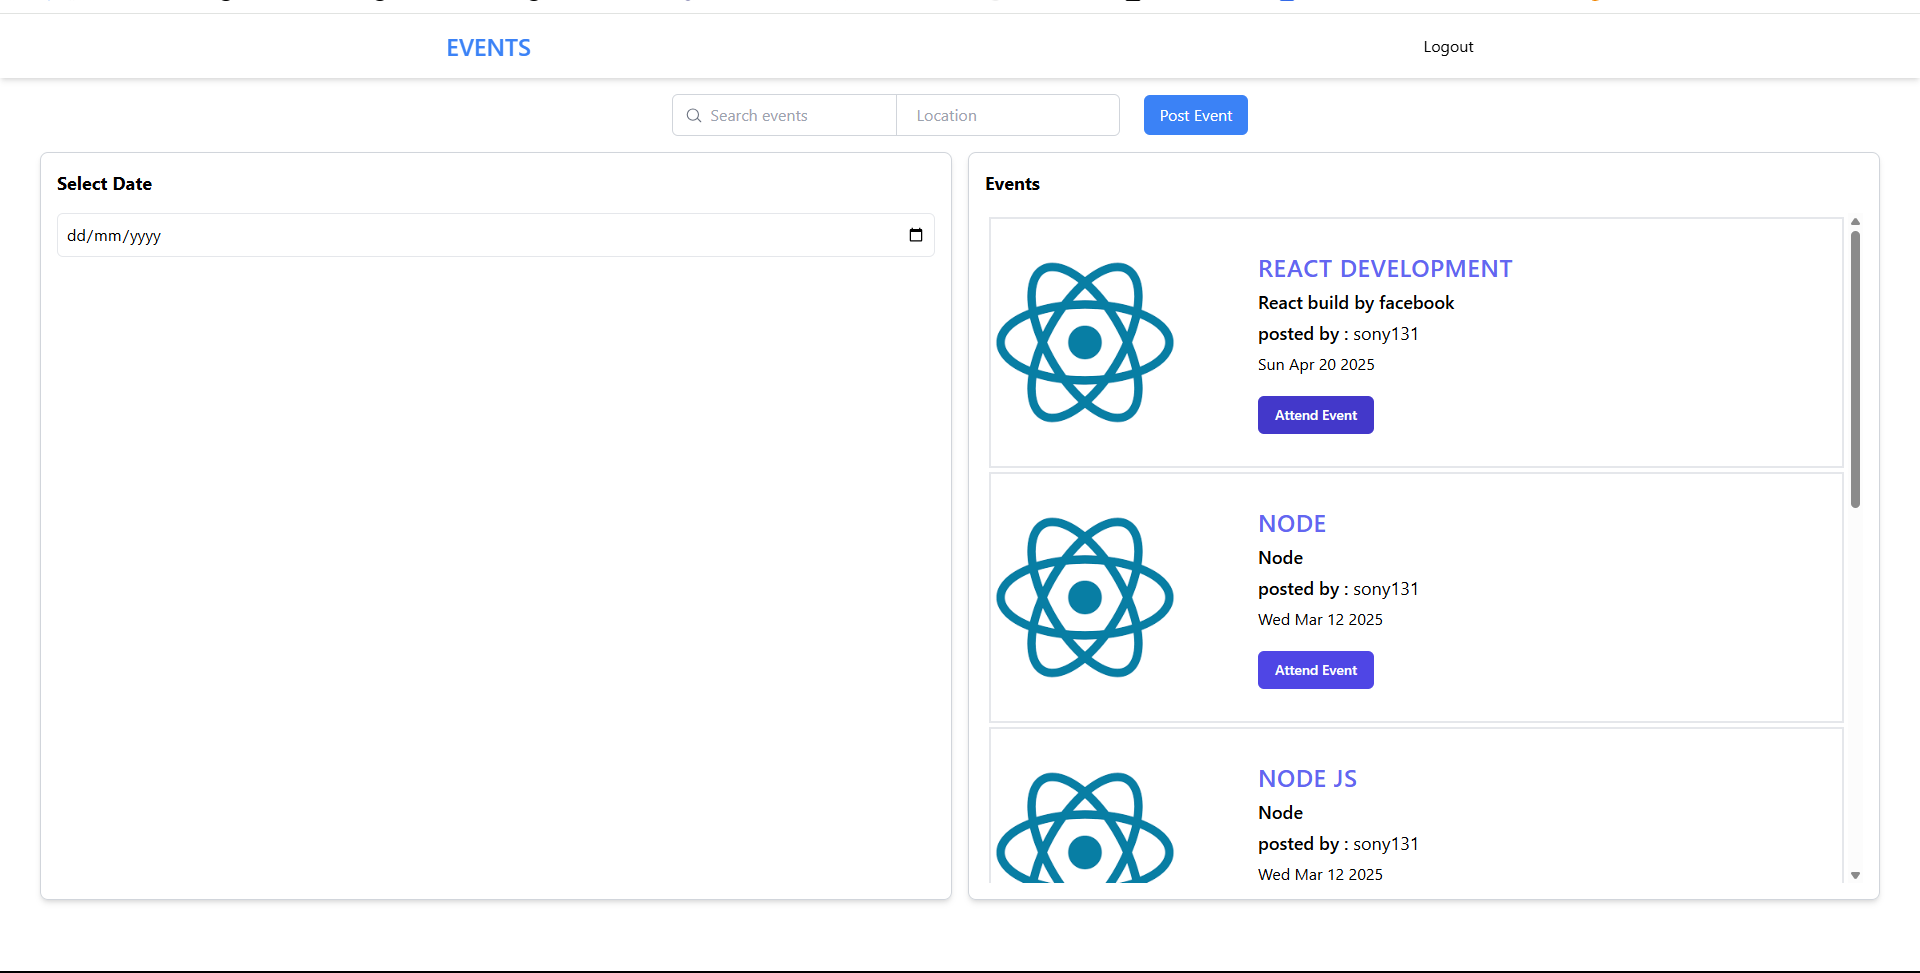 EVENTS
Logout
Search events
Location
Post Event
Select Date
dd/mm/yyyy
Events
REACT DEVELOPMENT
React build by facebook
posted by : sony131
Sun Apr 20 2025
Attend Event
NODE
Node
posted by : sony131
Wed Mar 12 2025
Attend Event
NODE JS
Node
posted by : sony131
Wed Mar 12 2025